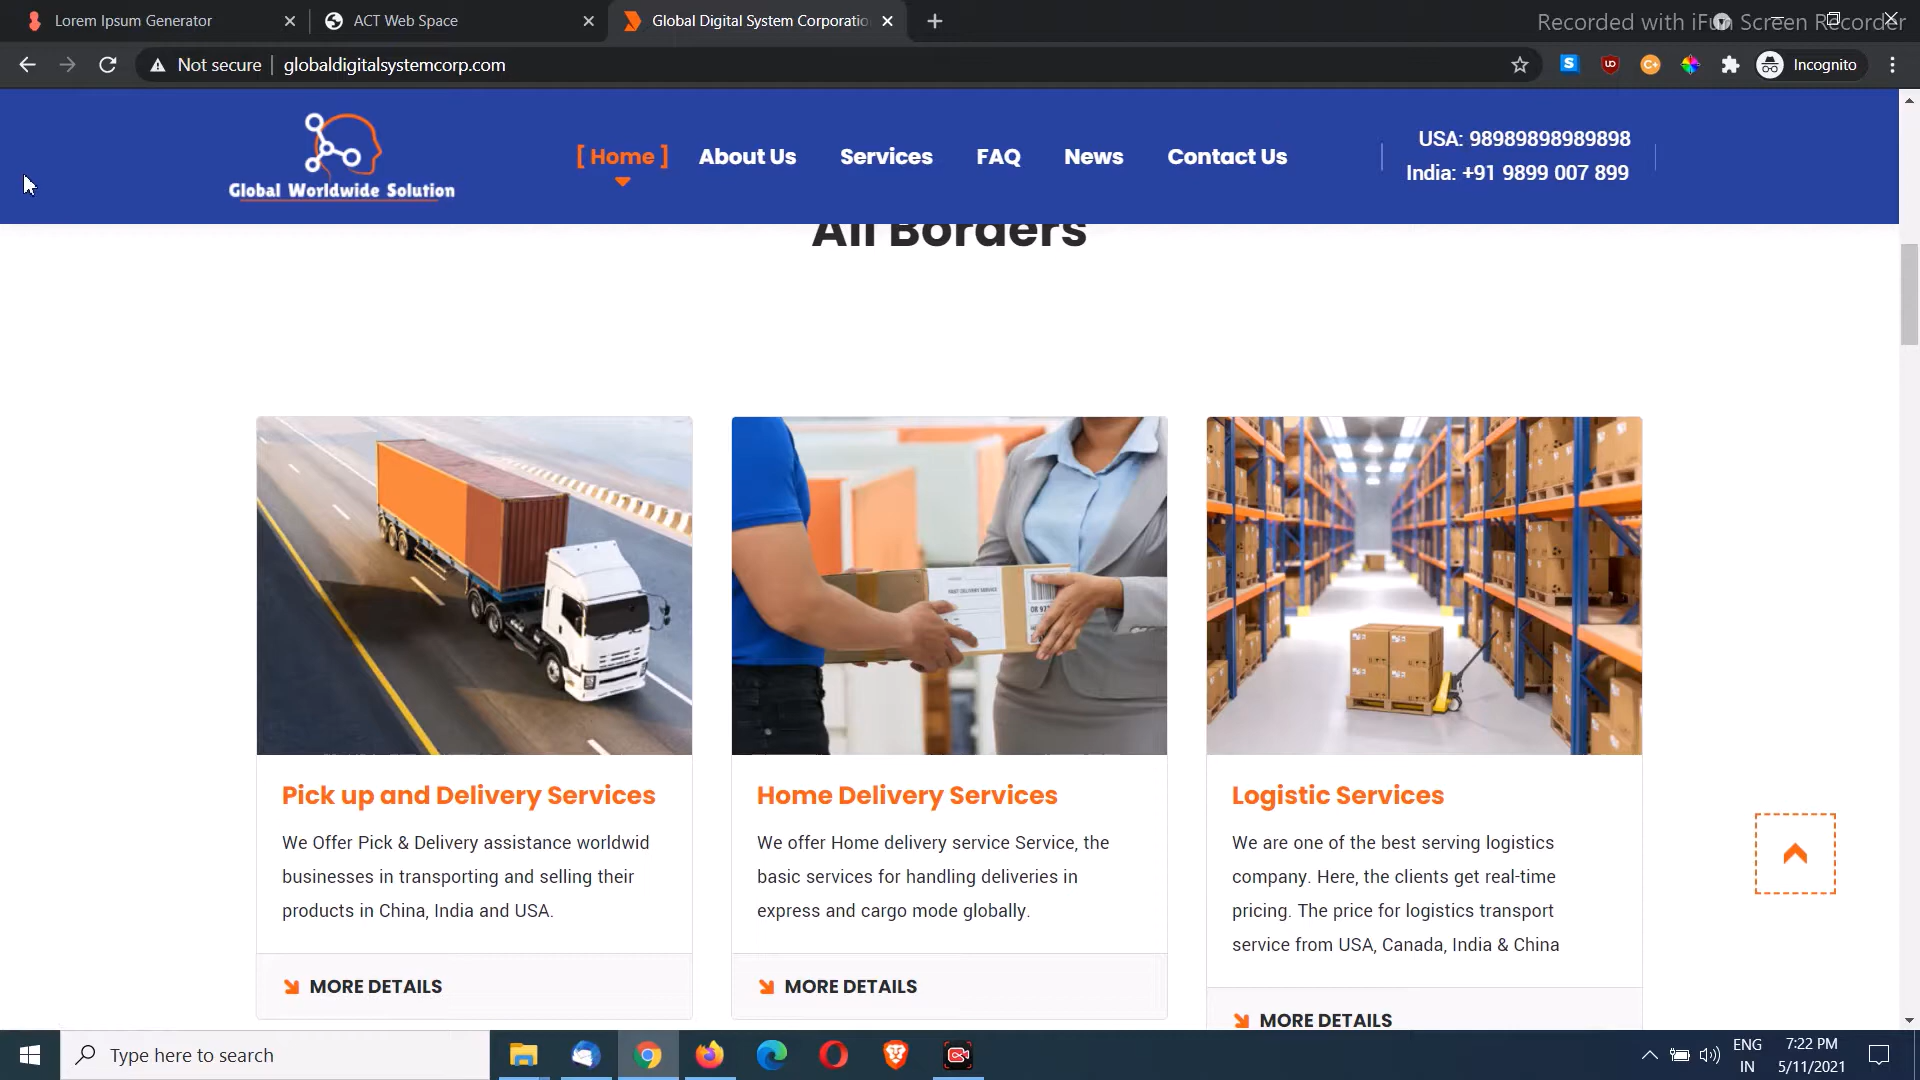 Lorem Ipsum Generator
ACT Web Space
Global Digital System Corporatio
Recorded with iFun Screen Recorder
Not secure
globaldigitalsystemcorp.com
Incognito
Global Worldwide Solution
[ Home ]
About Us
Services
FAQ
News
Contact Us
USA: 98989898989898
India: +91 9899 007 899
All Borders
Pick up and Delivery Services
We Offer Pick & Delivery assistance worldwid
businesses in transporting and selling their
products in China, India and USA.
MORE DETAILS
Home Delivery Services
We offer Home delivery service Service, the
basic services for handling deliveries in
express and cargo mode globally.
MORE DETAILS
Logistic Services
We are one of the best serving logistics
company. Here, the clients get real-time
pricing. The price for logistics transport
service from USA, Canada, India & China
MORE DETAILS
Type here to search
ENG
IN
7:22 PM
5/11/2021